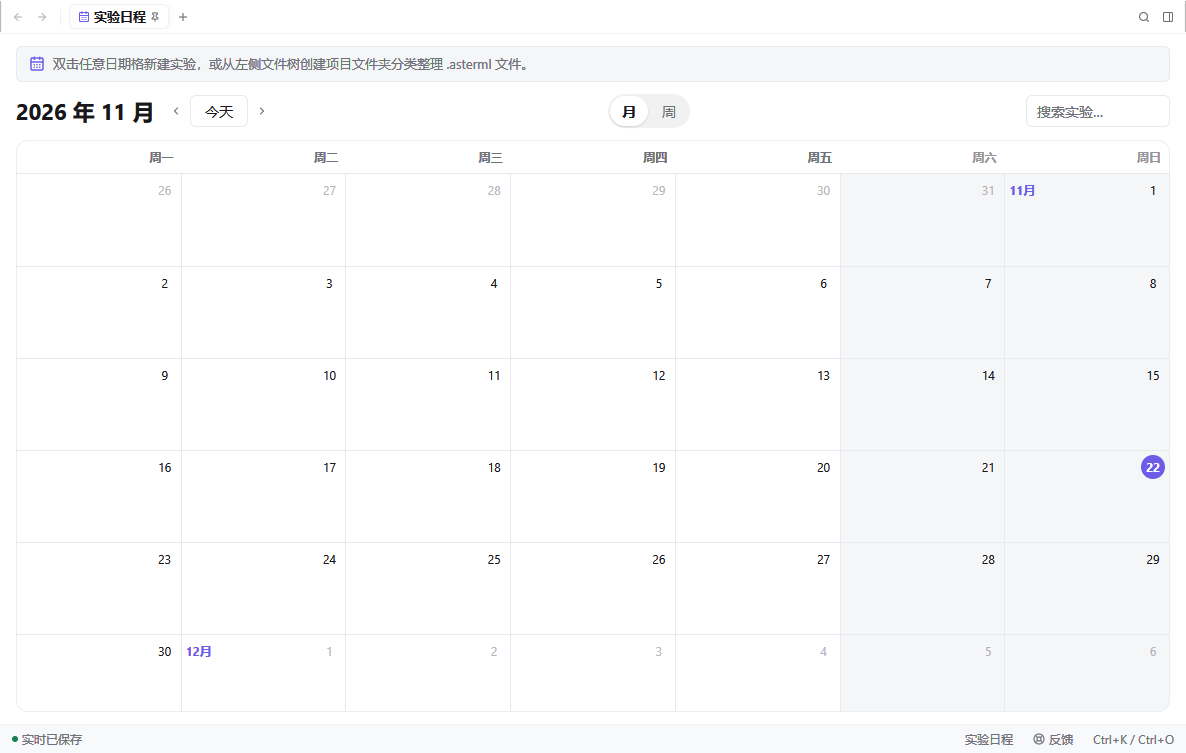 实验日程
双击任意日期格新建实验，或从左侧文件树创建项目文件夹分类整理 .asterml 文件。
2026 年 11 月 今天 月 周 搜索实验...
周一 周二 周三 周四 周五 周六 周日
26 27 28 29 30 31 11月 1
2 3 4 5 6 7 8
9 10 11 12 13 14 15
16 17 18 19 20 21 22
23 24 25 26 27 28 29
30 12月 1 2 3 4 5 6
实时已保存 实验日程 反馈 Ctrl+K / Ctrl+O